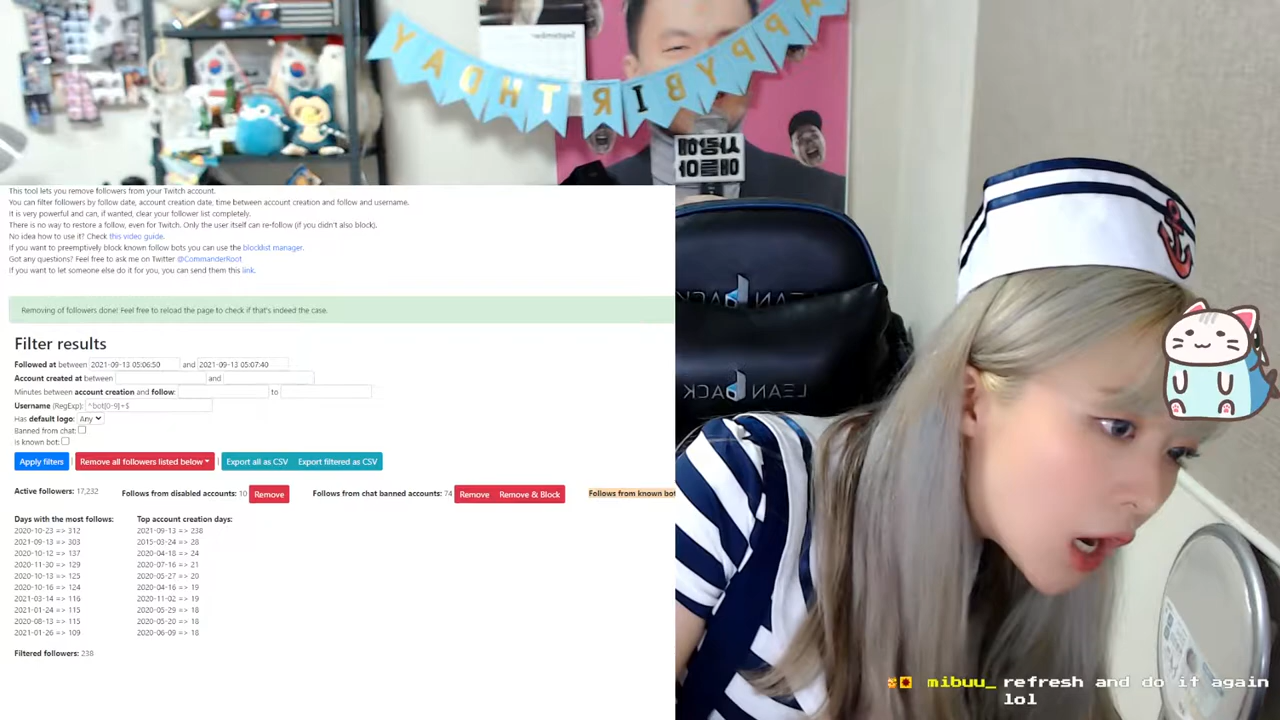 September
HAPPYBIRTHDAY
사랑해
애름이
This tool lets you remove followers from your Twitch account.
You can filter followers by follow date, account creation date, time between account creation and follow and username.
It is very powerful and can, if wanted, clear your follower list completely.
There is no way to restore a follow, even for Twitch. Only the user itself can re-follow (if you didn't also block).
No idea how to use it? Check this video guide.
If you want to preemptively block known follow bots you can use the blocklist manager.
Got any questions? Feel free to ask me on Twitter @CommanderRoot
If you want to let someone else do it for you, you can send them this link.
Removing of followers done! Feel free to reload the page to check if that's indeed the case.
Filter results
Followed at between 2021-09-13 05:06:50 and 2021-09-13 05:07:40
Account created at between and
Minutes between account creation and follow: to
Username (RegExp): ^bot[0-9]+$
Has default logo: Any
Banned from chat:
Is known bot:
Apply filters | Remove all followers listed below | Export all as CSV Export filtered as CSV
Active followers: 17,232 Follows from disabled accounts: 10 Remove Follows from chat banned accounts: 74 Remove Remove & Block Follows from known bot
Days with the most follows:
2020-10-23 => 312
2021-09-13 => 303
2020-10-12 => 137
2020-11-30 => 129
2020-10-13 => 125
2020-10-16 => 124
2021-03-14 => 116
2021-01-24 => 115
2020-08-13 => 115
2021-01-26 => 109
Top account creation days:
2021-09-13 => 238
2015-03-24 => 28
2020-04-18 => 24
2020-07-16 => 21
2020-05-27 => 20
2020-04-16 => 19
2020-11-02 => 19
2020-05-29 => 18
2020-05-20 => 18
2020-06-09 => 18
Filtered followers: 238
LEANBACK
LEANBACK
mibuu_ refresh and do it again
lol